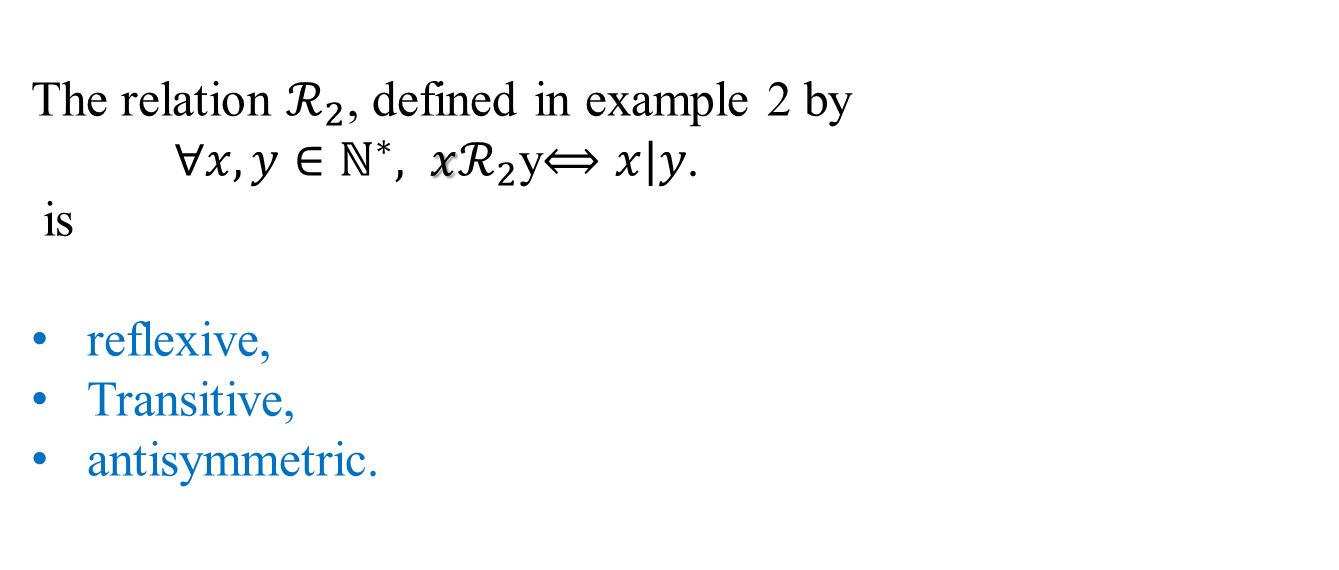 The relation ℛ₂, defined in example 2 by
∀x, y ∈ ℕ*, xℛ₂y⟺ x|y.
is
• reflexive,
• Transitive,
• antisymmetric.